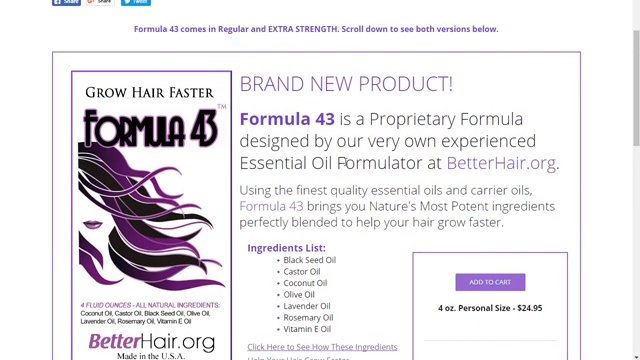 Share
Share
Tweet
Formula 43 comes in Regular and EXTRA STRENGTH. Scroll down to see both versions below.
GROW HAIR FASTER
FORMULA 43™
4 FLUID OUNCES - ALL NATURAL INGREDIENTS:
Coconut Oil, Castor Oil, Black Seed Oil, Olive Oil,
Lavender Oil, Rosemary Oil, Vitamin E Oil
BetterHair.org
Made in the U.S.A.
BRAND NEW PRODUCT!
Formula 43 is a Proprietary Formula
designed by our very own experienced
Essential Oil Formulator at BetterHair.org.
Using the finest quality essential oils and carrier oils,
Formula 43 brings you Nature's Most Potent ingredients
perfectly blended to help your hair grow faster.
Ingredients List:
• Black Seed Oil
• Castor Oil
• Coconut Oil
• Olive Oil
• Lavender Oil
• Rosemary Oil
• Vitamin E Oil
Click Here to See How These Ingredients
Help Your Hair Grow Faster
ADD TO CART
4 oz. Personal Size - $24.95